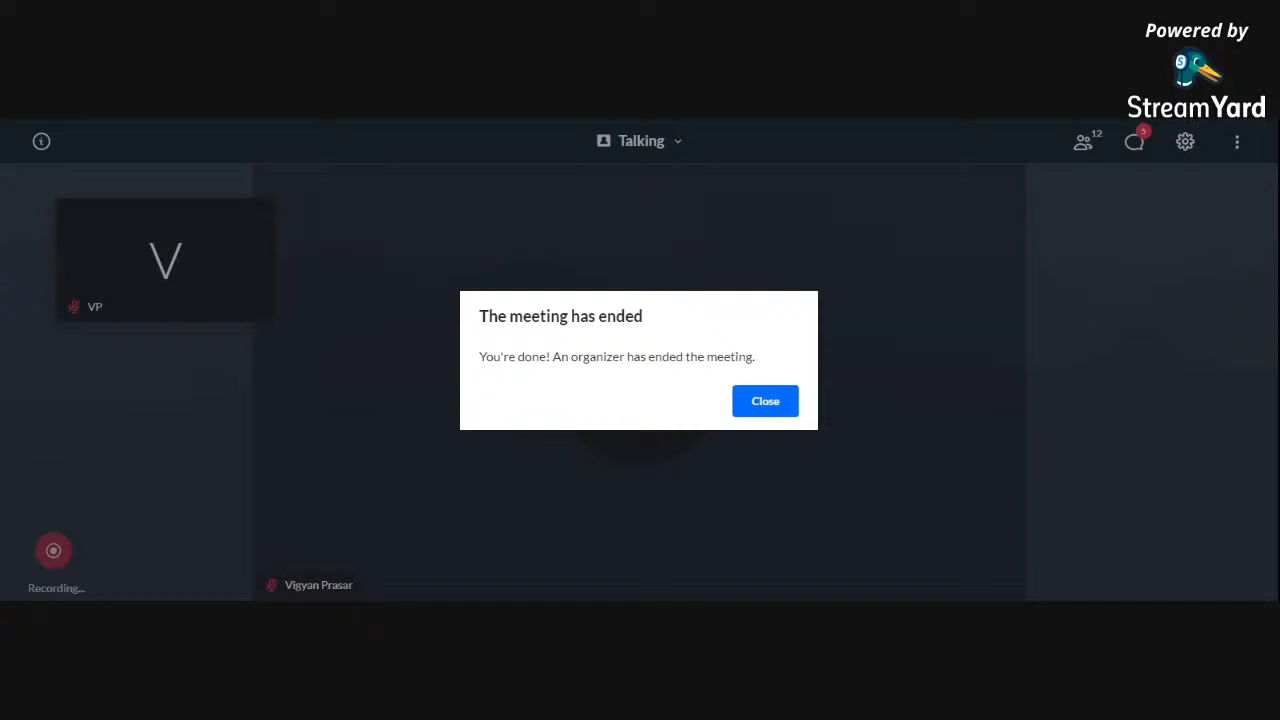 Powered by
StreamYard
Talking
12
5
V
VP
The meeting has ended
You're done! An organizer has ended the meeting.
Close
Recording...
Vigyan Prasar